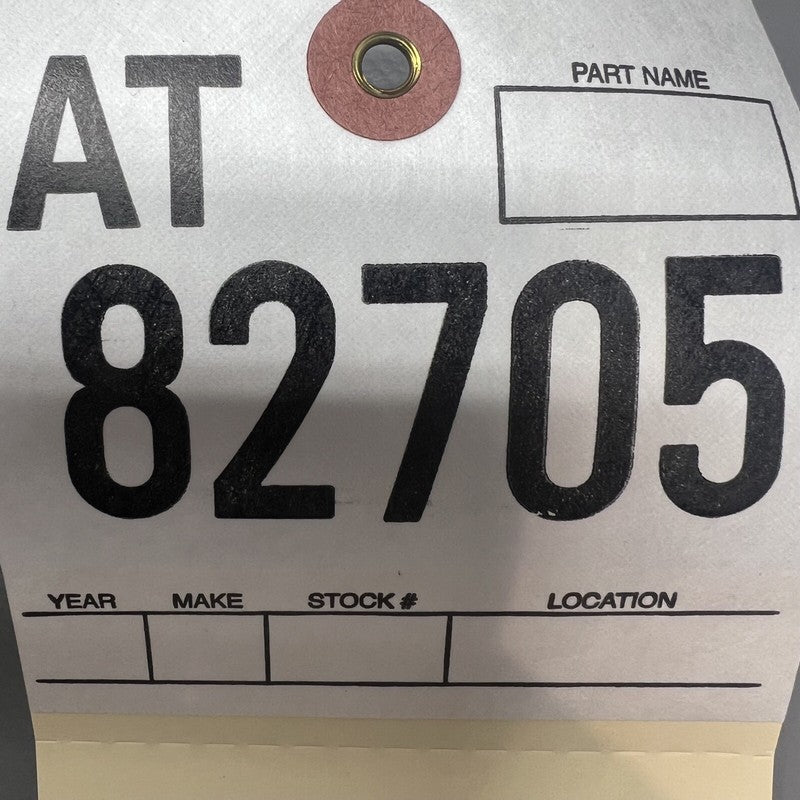 AT
PART NAME
82705
YEAR MAKE STOCK # LOCATION